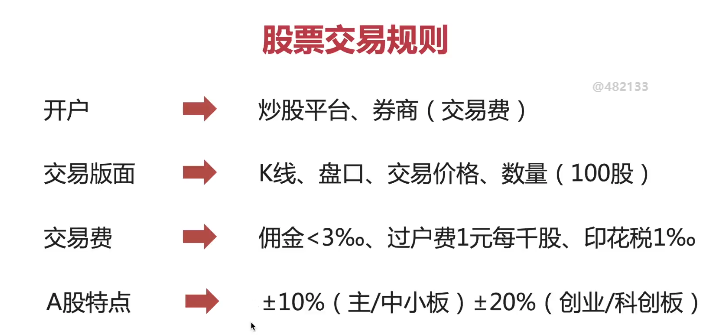 股票交易规则
@482133
开户 炒股平台、券商（交易费）
交易版面 K线、盘口、交易价格、数量（100股）
交易费 佣金<3‰、过户费1元每千股、印花税1‰
A股特点 ±10%（主/中小板）±20%（创业/科创板）